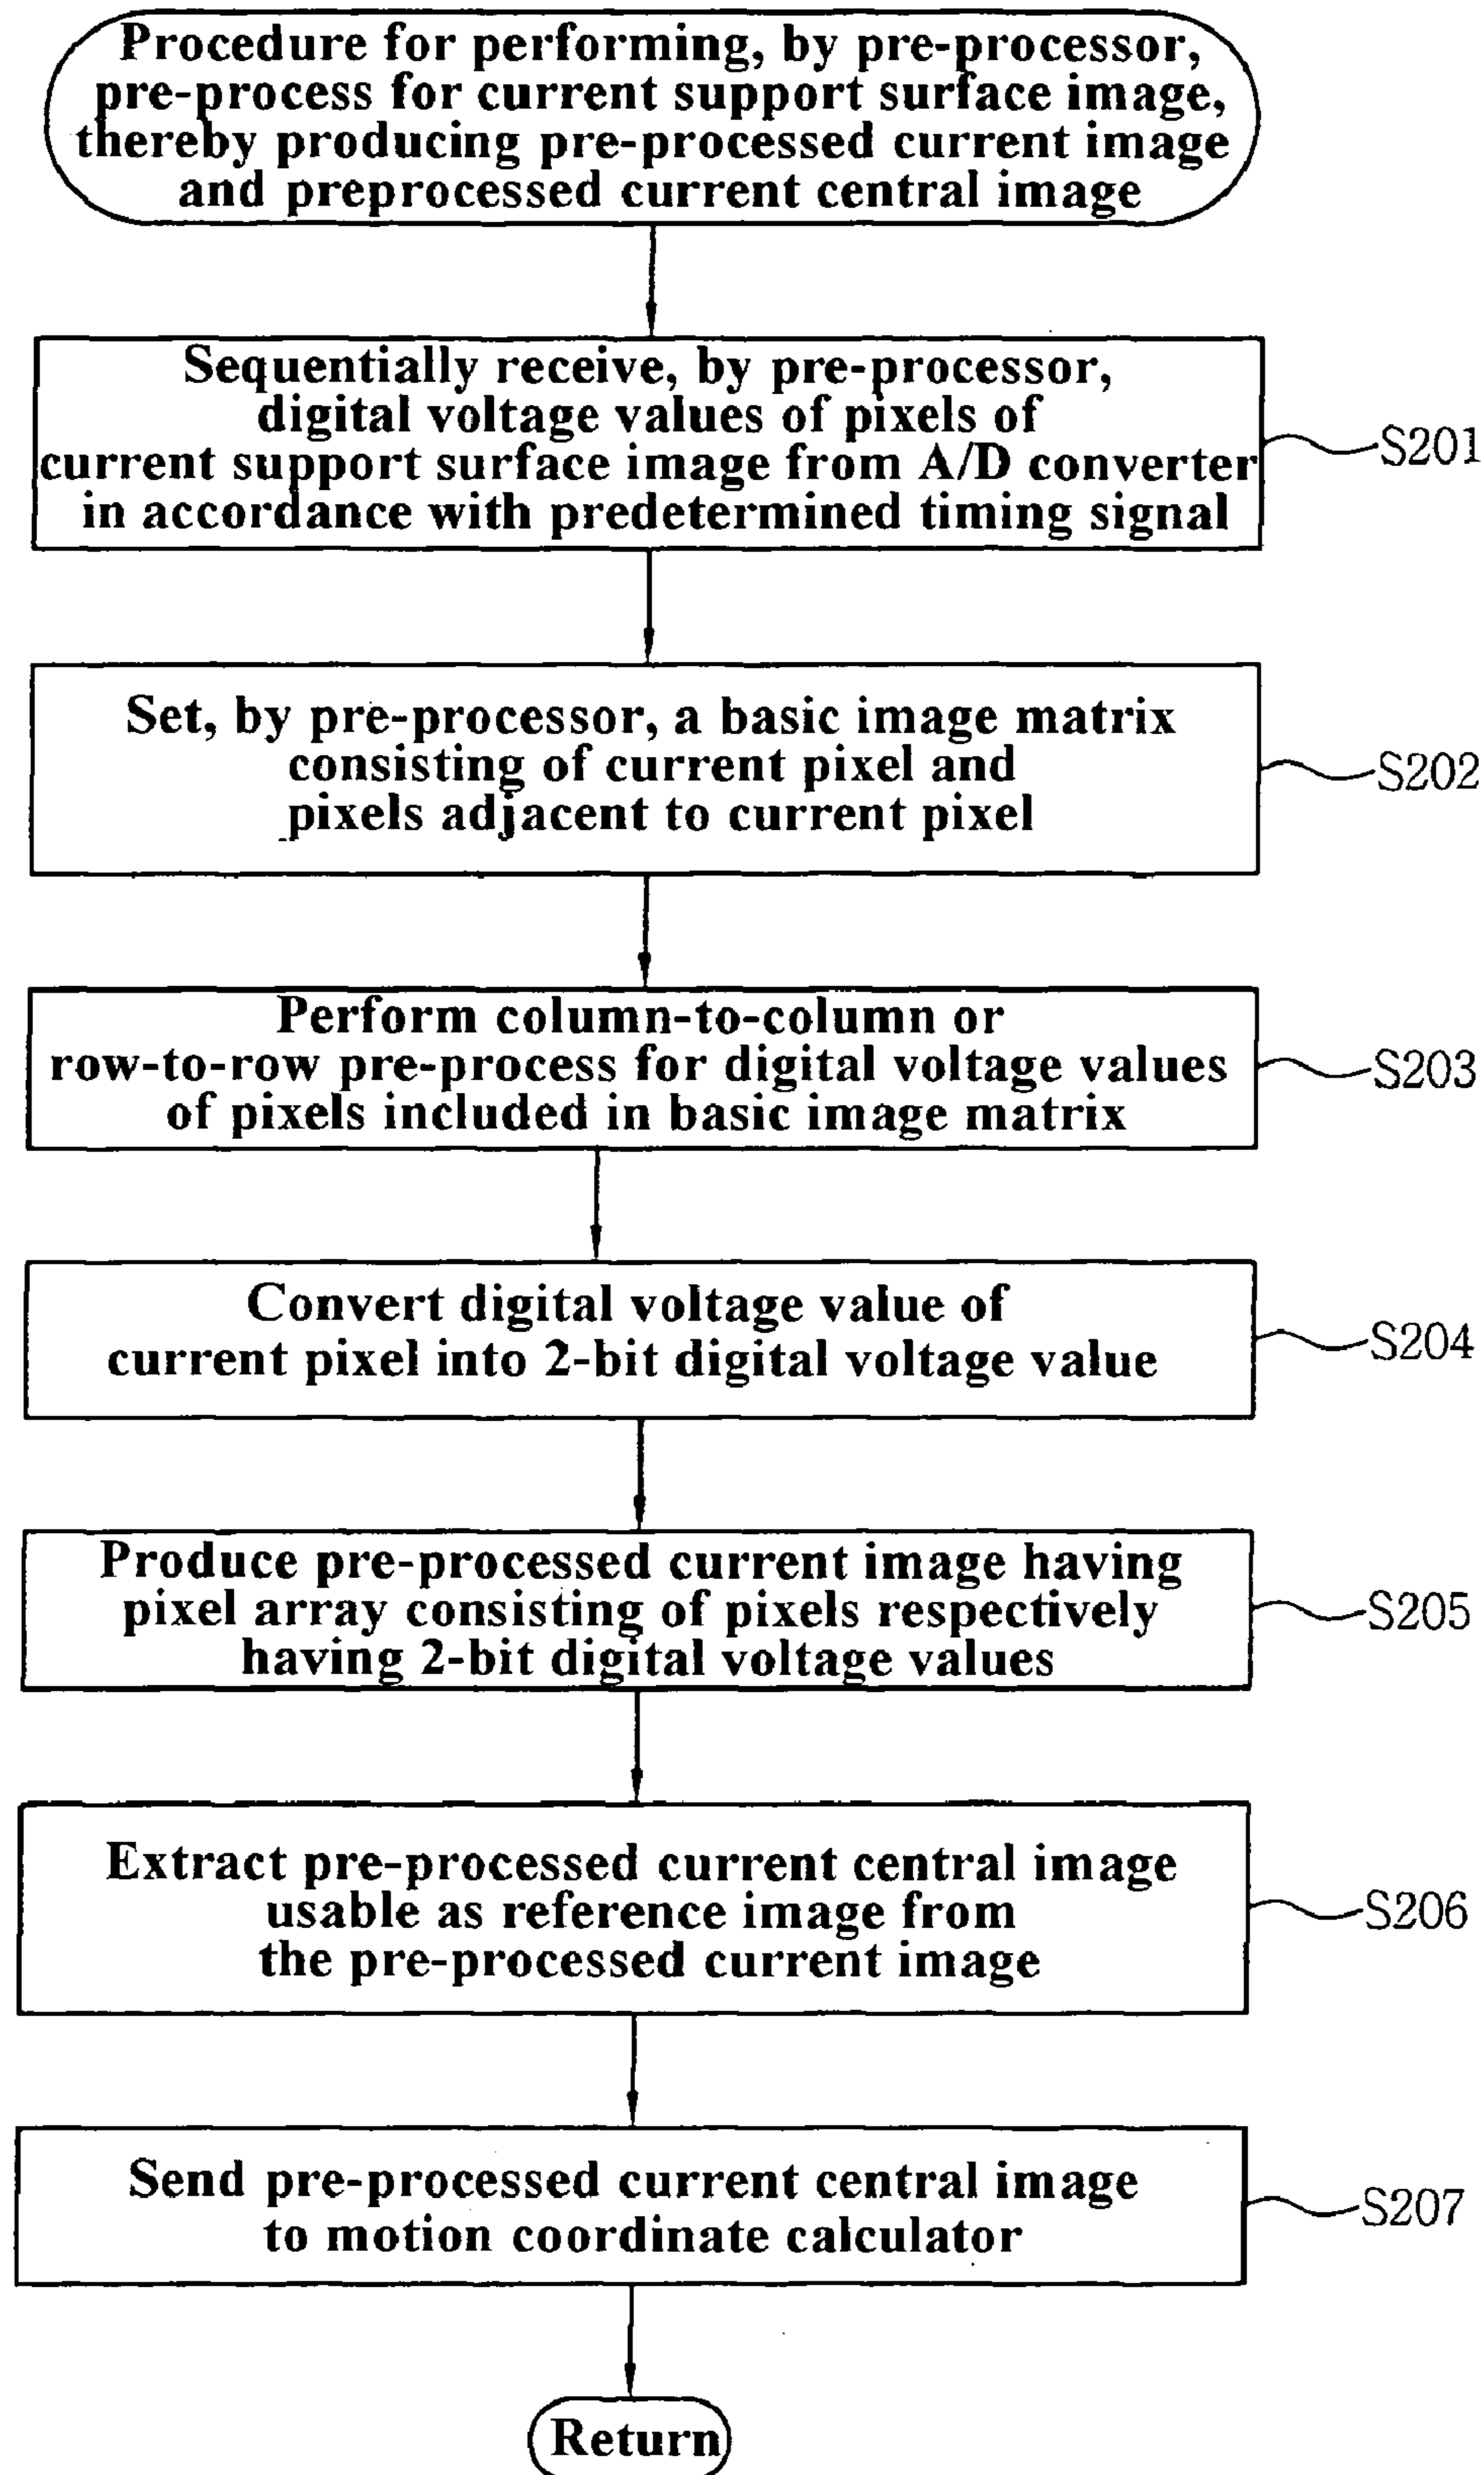 Procedure for performing, by pre-processor,
pre-process for current support surface image,
thereby producing pre-processed current image
and preprocessed current central image
Sequentially receive, by pre-processor,
digital voltage values of pixels of
current support surface image from A/D converter
in accordance with predetermined timing signal
S201
Set, by pre-processor, a basic image matrix
consisting of current pixel and
pixels adjacent to current pixel
S202
Perform column-to-column or
row-to-row pre-process for digital voltage values
of pixels included in basic image matrix
S203
Convert digital voltage value of
current pixel into 2-bit digital voltage value
S204
Produce pre-processed current image having
pixel array consisting of pixels respectively
having 2-bit digital voltage values
S205
Extract pre-processed current central image
usable as reference image from
the pre-processed current image
S206
Send pre-processed current central image
to motion coordinate calculator
S207
Return